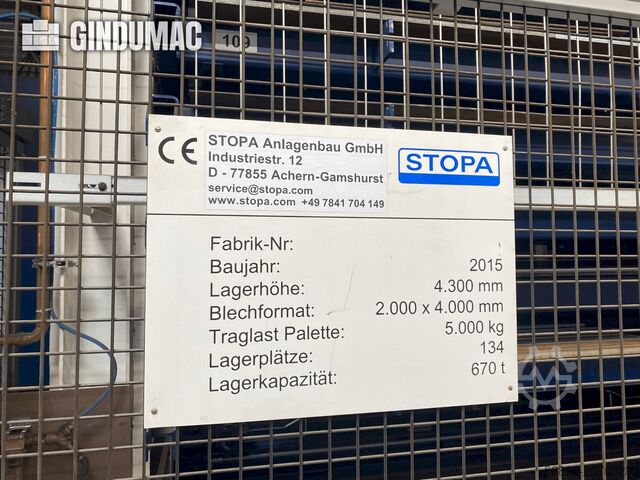 GINDUMAC
109
CE
STOPA Anlagenbau GmbH
Industriestr. 12
D - 77855 Achern-Gamshurst
service@stopa.com
www.stopa.com +49 7841 704 149
STOPA
Fabrik-Nr:
Baujahr: 2015
Lagerhöhe: 4.300 mm
Blechformat: 2.000 x 4.000 mm
Traglast Palette: 5.000 kg
Lagerplätze: 134
Lagerkapazität: 670 t